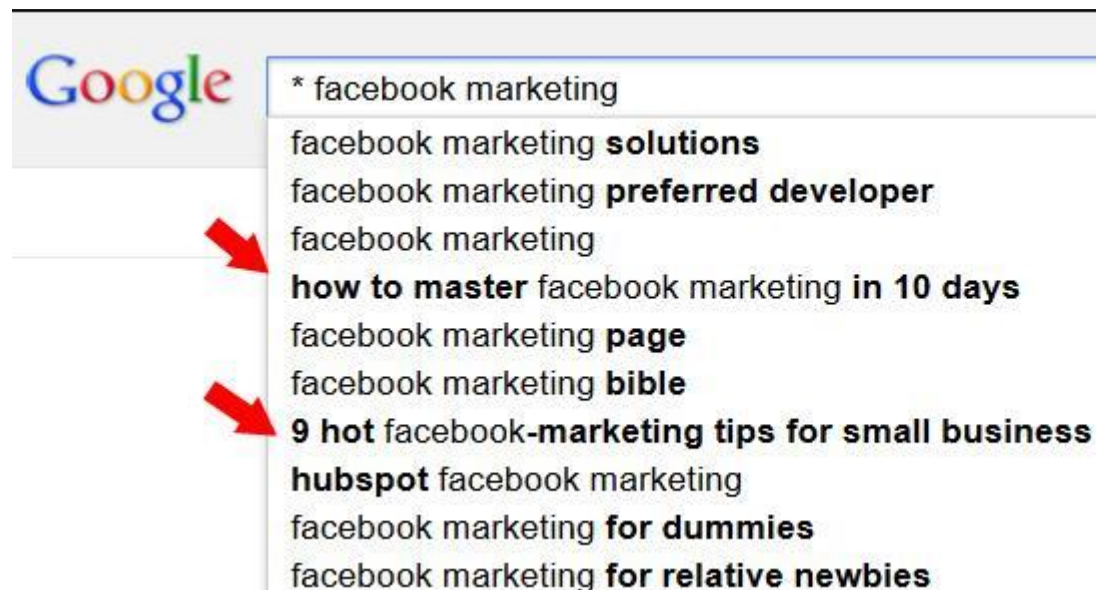 Google
* facebook marketing
facebook marketing solutions
facebook marketing preferred developer
facebook marketing
how to master facebook marketing in 10 days
facebook marketing page
facebook marketing bible
9 hot facebook-marketing tips for small business
hubspot facebook marketing
facebook marketing for dummies
facebook marketing for relative newbies